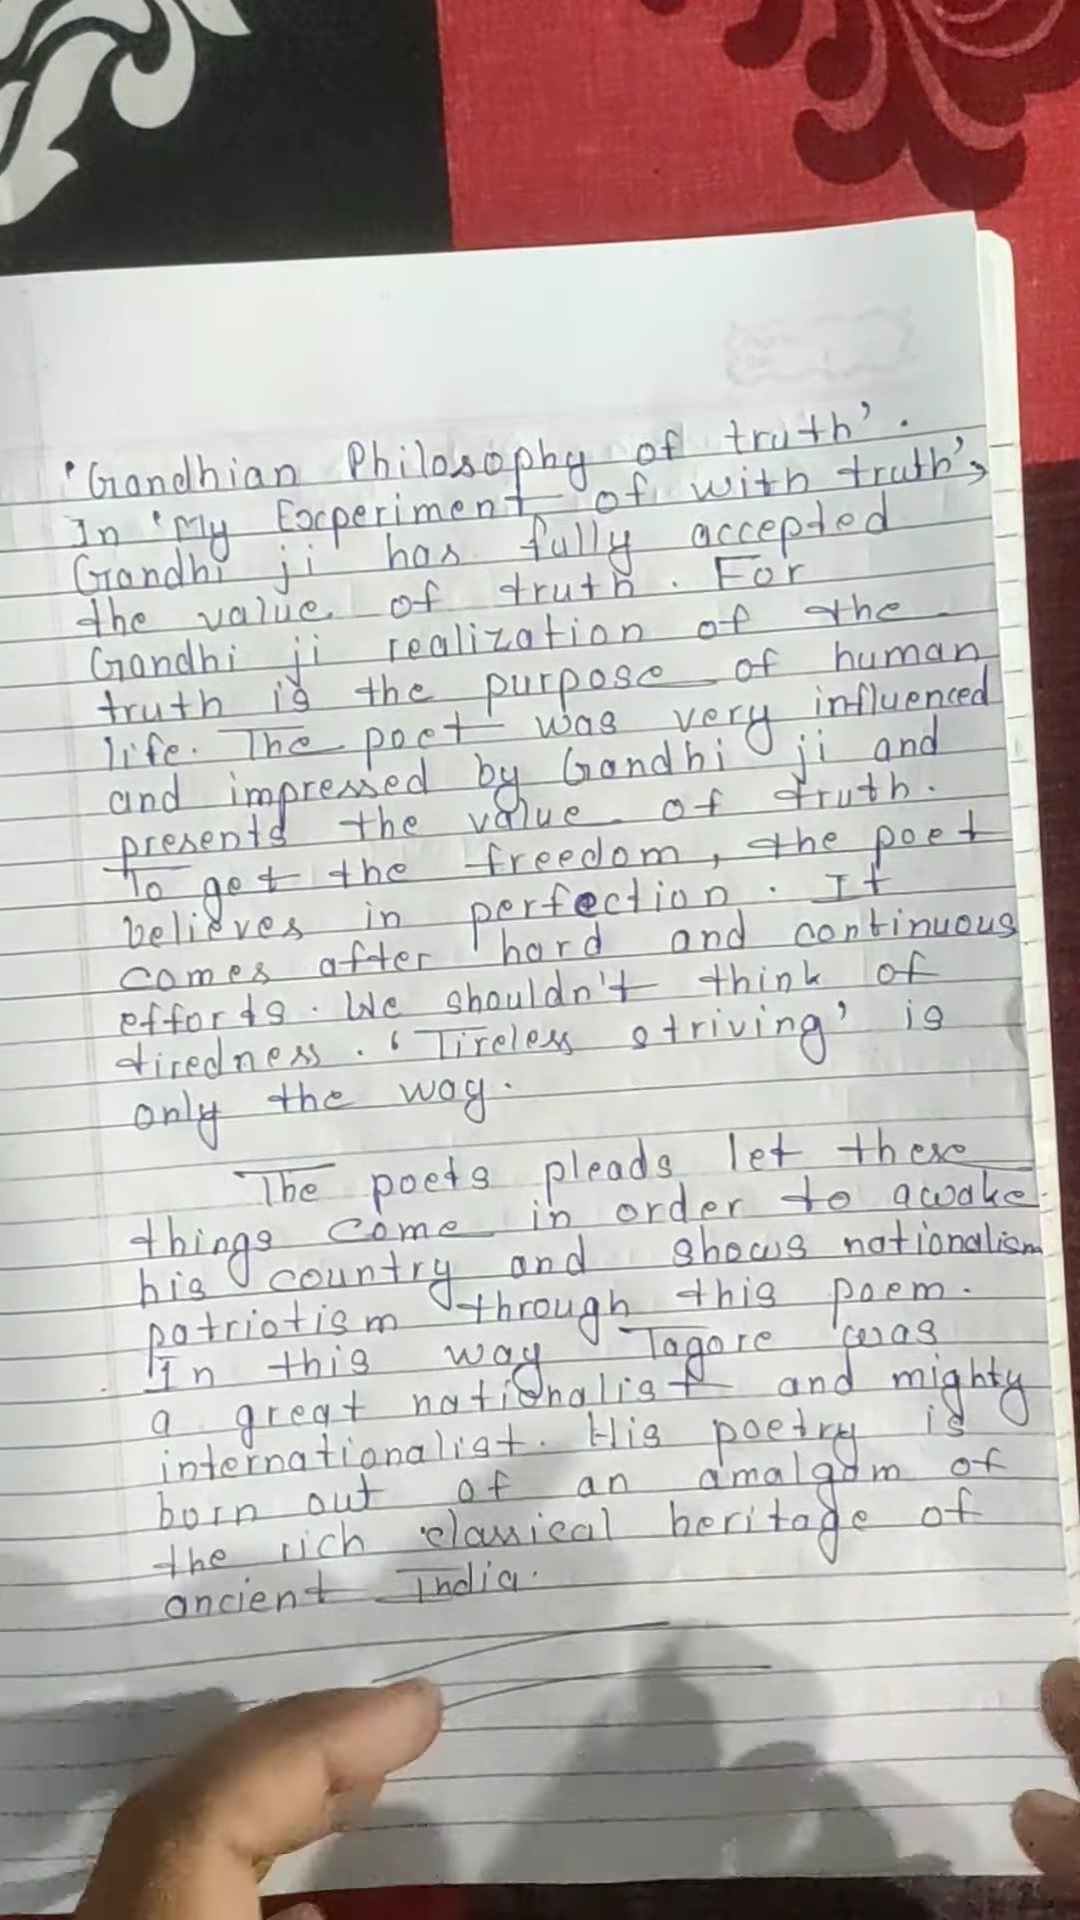 'Gandhian Philosophy of truth'.
In 'My Experiment of with truth',
Gandhi ji has fully accepted
the value of truth. For
Gandhi ji realization of the
truth is the purpose of human
life. The poet was very influenced
and impressed by Gandhi ji and
presents the value of truth.
To get the freedom, the poet
believes in perfection. It
comes after hard and continuous
efforts. We shouldn't think of
tiredness. 'Tireless striving' is
only the way.
The poets pleads let these
things come in order to awake
his country and shows nationalism
patriotism through this poem.
In this way Tagore was
a great nationalist and mighty
internationalist. His poetry is
born out of an amalgam of
the rich classical heritage of
ancient India.